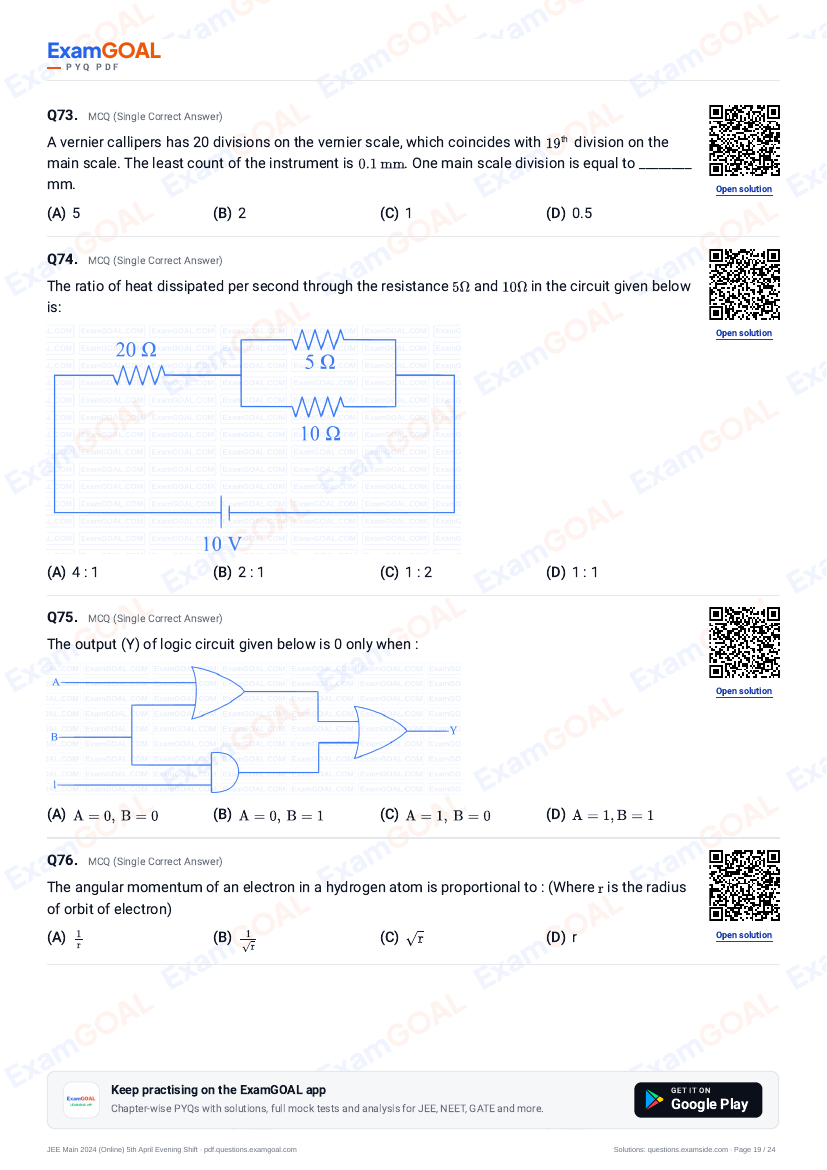 ExamGOAL
PYQ PDF
Q73. MCQ (Single Correct Answer)
A vernier callipers has 20 divisions on the vernier scale, which coincides with 19th division on the
main scale. The least count of the instrument is 0.1 mm. One main scale division is equal to ________
mm.
Open solution
(A) 5 (B) 2 (C) 1 (D) 0.5
Q74. MCQ (Single Correct Answer)
The ratio of heat dissipated per second through the resistance 5Ω and 10Ω in the circuit given below
is:
Open solution
20 Ω
5 Ω
10 Ω
10 V
(A) 4 : 1 (B) 2 : 1 (C) 1 : 2 (D) 1 : 1
Q75. MCQ (Single Correct Answer)
The output (Y) of logic circuit given below is 0 only when :
Open solution
A
B
1
Y
(A) A = 0, B = 0 (B) A = 0, B = 1 (C) A = 1, B = 0 (D) A = 1, B = 1
Q76. MCQ (Single Correct Answer)
The angular momentum of an electron in a hydrogen atom is proportional to : (Where r is the radius
of orbit of electron)
Open solution
(A) 1/r (B) 1/√r (C) √r (D) r
Keep practising on the ExamGOAL app
Chapter-wise PYQs with solutions, full mock tests and analysis for JEE, NEET, GATE and more.
ExamGOAL
GET IT ON
Google Play
JEE Main 2024 (Online) 5th April Evening Shift · pdf.questions.examgoal.com
Solutions: questions.examside.com · Page 19 / 24